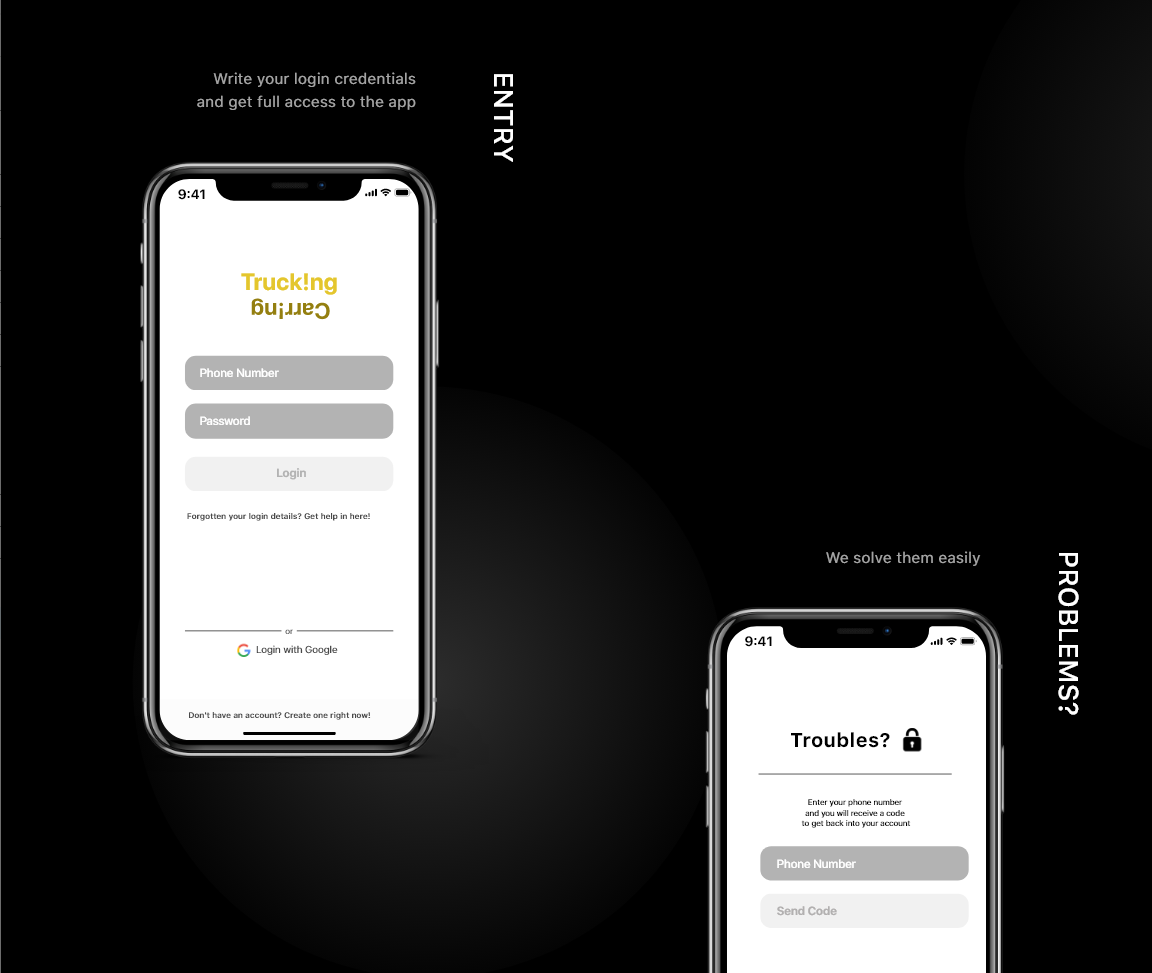 Write your login credentials
and get full access to the app
ENTRY
9:41
Truck!ng
Carr!ng
Phone Number
Password
Login
Forgotten your login details? Get help in here!
or
Login with Google
Don't have an account? Create one right now!
We solve them easily
PROBLEMS?
9:41
Troubles?
Enter your phone number
and you will receive a code
to get back into your account
Phone Number
Send Code